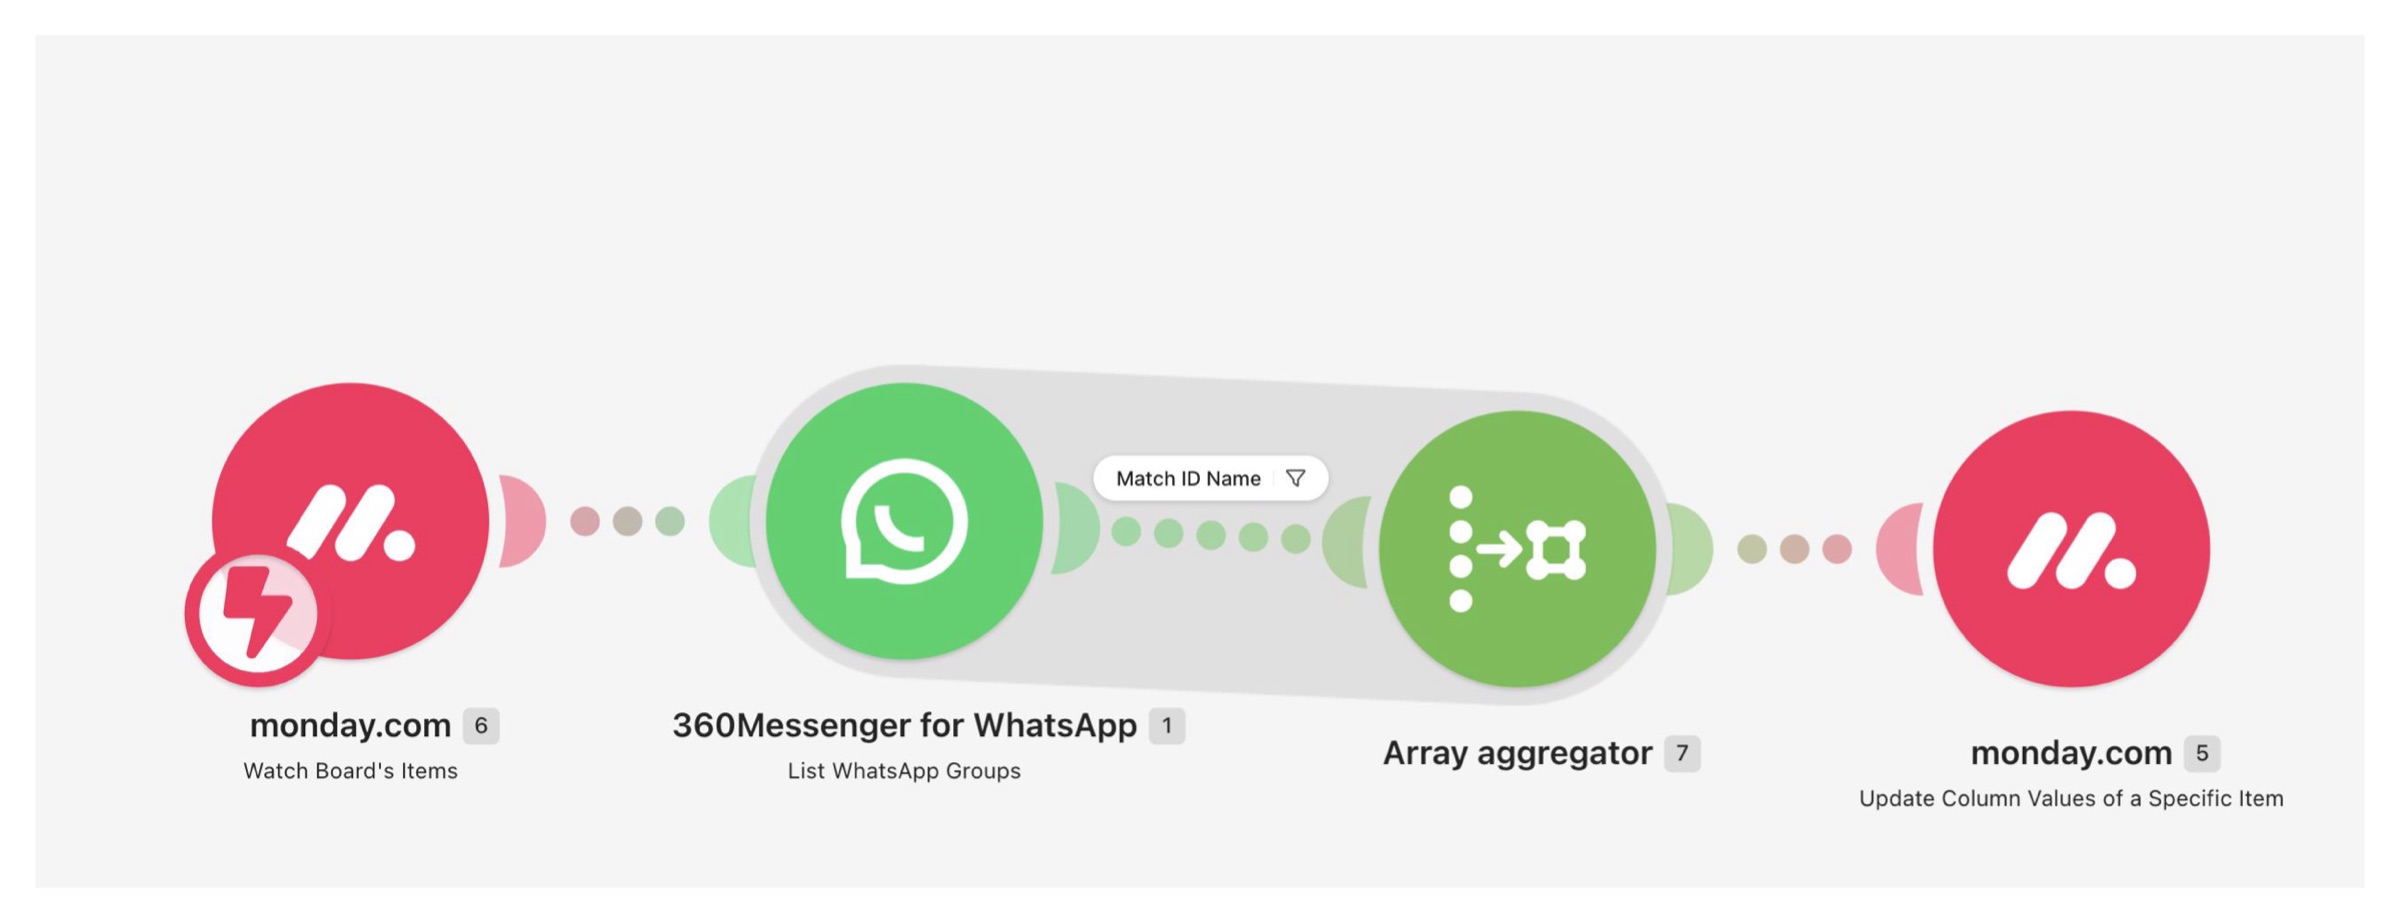 Match ID Name
monday.com 6
Watch Board's Items
360Messenger for WhatsApp 1
List WhatsApp Groups
Array aggregator 7
monday.com 5
Update Column Values of a Specific Item